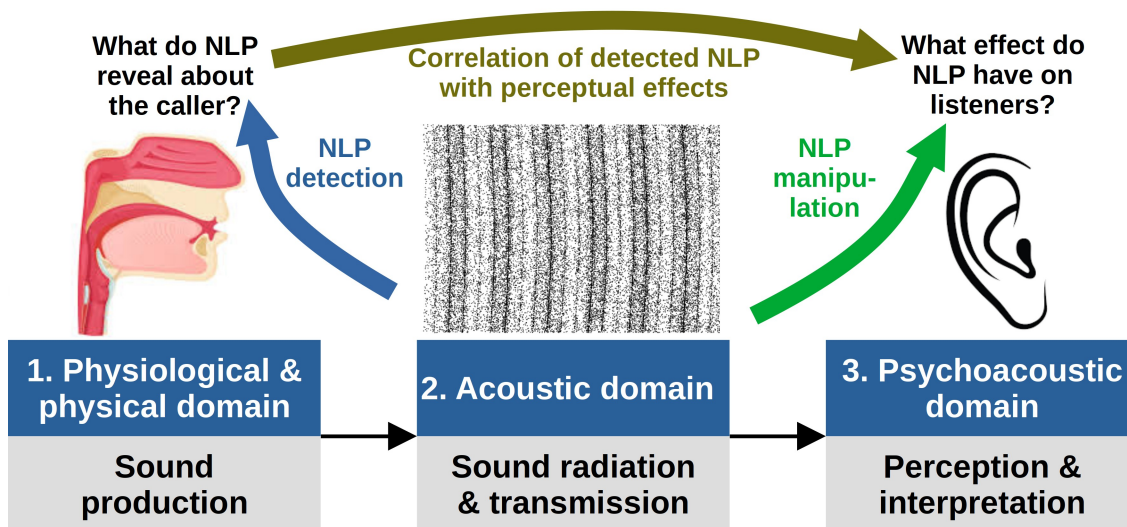 What do NLP
reveal about
the caller?
Correlation of detected NLP
with perceptual effects
What effect do
NLP have on
listeners?
NLP
detection
NLP
manipu-
lation
1. Physiological &
physical domain
2. Acoustic domain
3. Psychoacoustic
domain
Sound
production
Sound radiation
& transmission
Perception &
interpretation